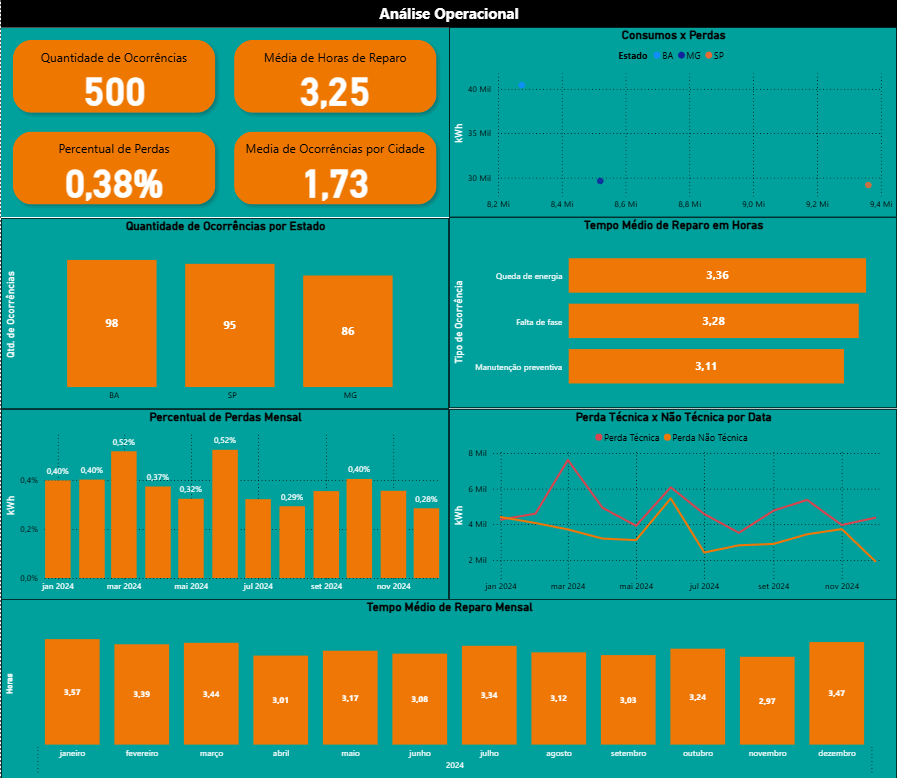 Análise Operacional
Quantidade de Ocorrências
500
Média de Horas de Reparo
3,25
Percentual de Perdas
0,38%
Media de Ocorrências por Cidade
1,73
Consumos x Perdas
Estado BA MG SP
kWh
40 Mil
35 Mil
30 Mil
8,2 Mi 8,4 Mi 8,6 Mi 8,8 Mi 9,0 Mi 9,2 Mi 9,4 Mi
Quantidade de Ocorrências por Estado
Qtd. de Ocorrências
98 95 86
BA SP MG
Tempo Médio de Reparo em Horas
Tipo de Ocorrência
Queda de energia 3,36
Falta de fase 3,28
Manutenção preventiva 3,11
Percentual de Perdas Mensal
kWh
0,4%
0,2%
0,0%
0,40% 0,40% 0,52% 0,37% 0,32% 0,52% 0,29% 0,40% 0,28%
jan 2024 mar 2024 mai 2024 jul 2024 set 2024 nov 2024
Perda Técnica x Não Técnica por Data
Perda Técnica Perda Não Técnica
kWh
8 Mil
6 Mil
4 Mil
2 Mil
jan 2024 mar 2024 mai 2024 jul 2024 set 2024 nov 2024
Tempo Médio de Reparo Mensal
Horas
3,57 3,39 3,44 3,01 3,17 3,08 3,34 3,12 3,03 3,24 2,97 3,47
janeiro fevereiro março abril maio junho julho agosto setembro outubro novembro dezembro
2024